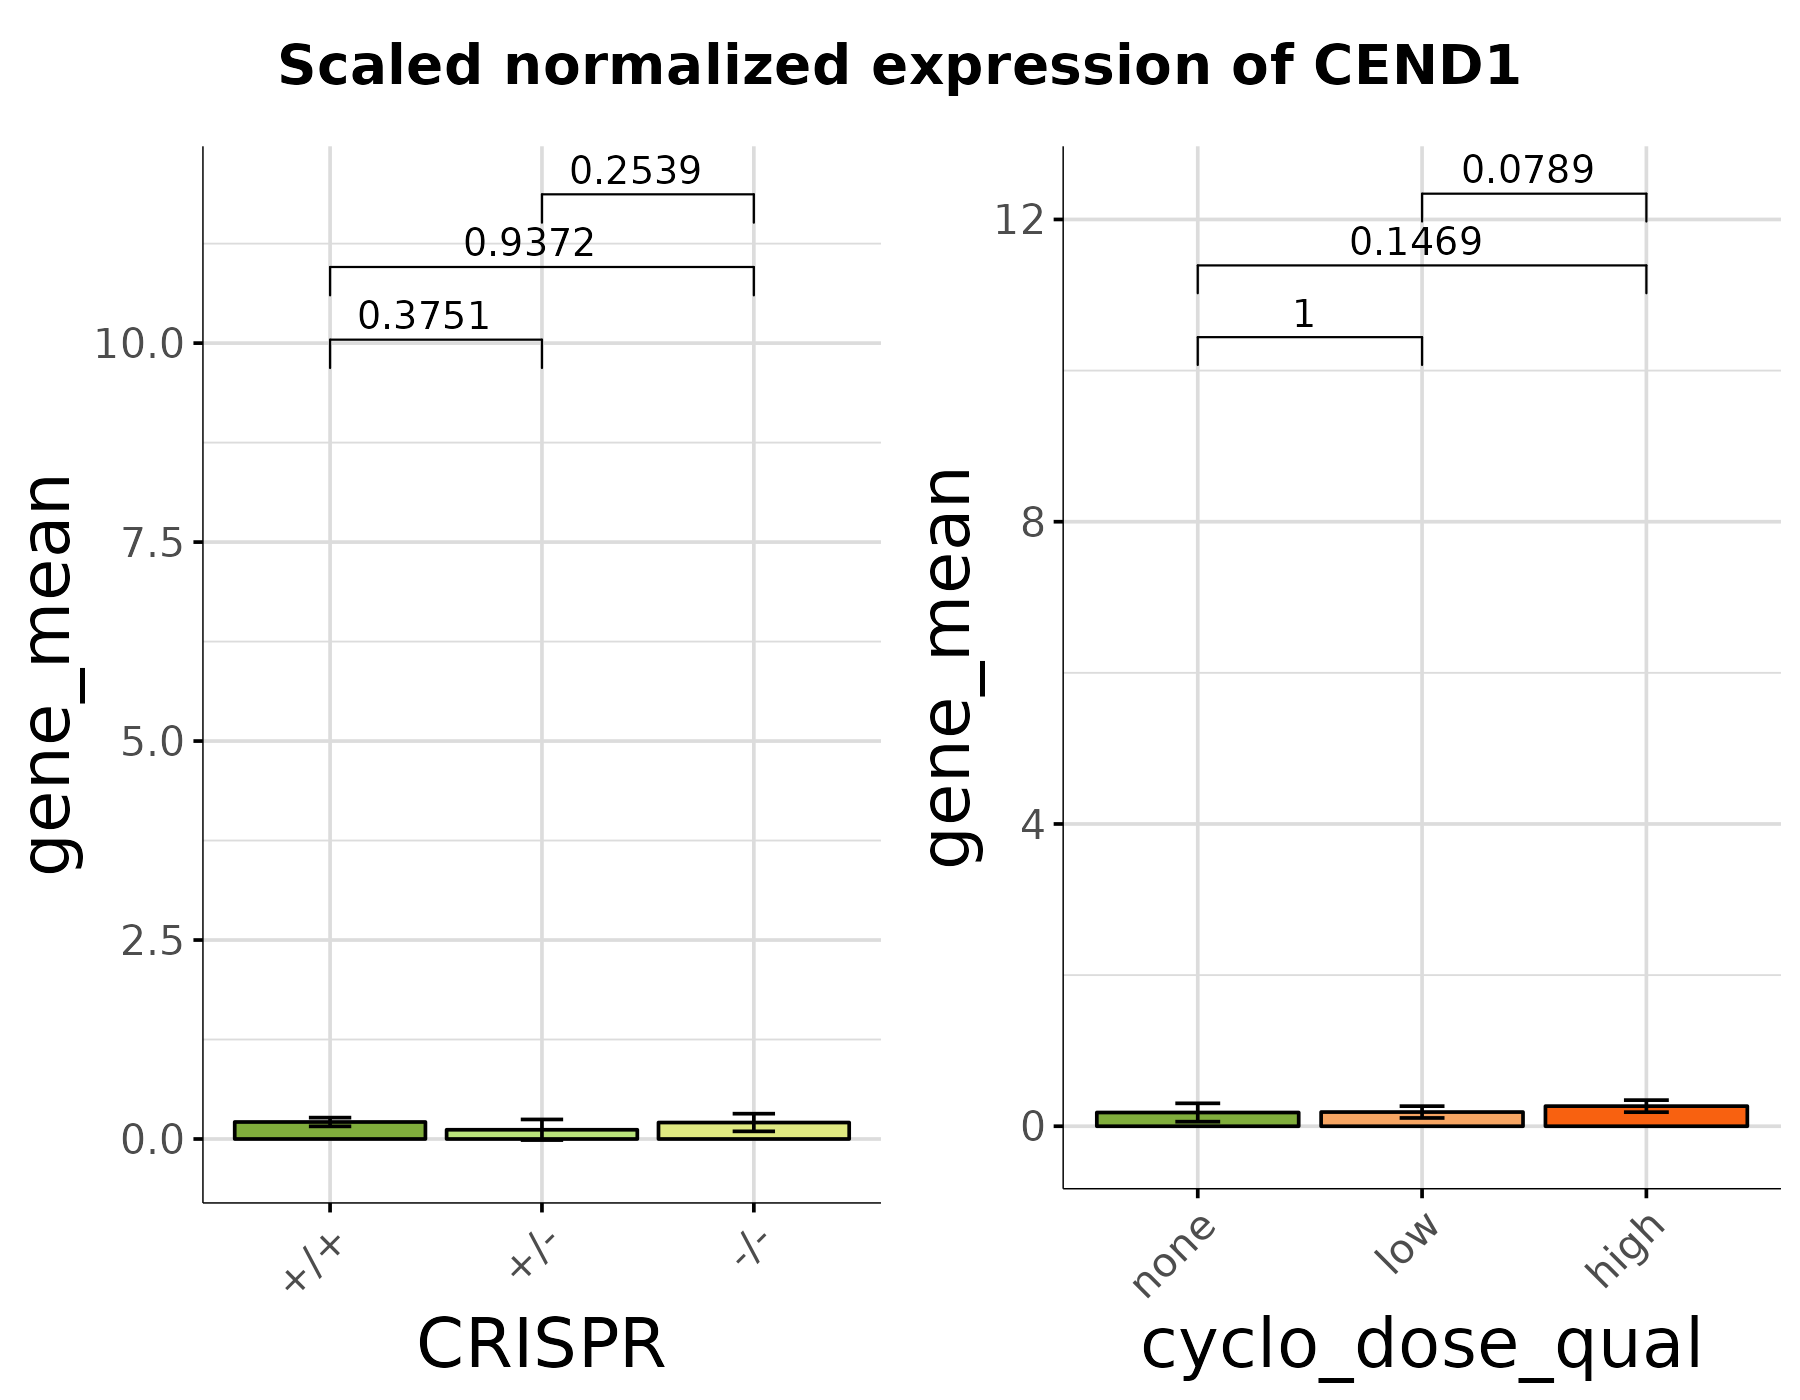 Scaled normalized expression of CEND1
gene_mean
10.0
7.5
5.0
2.5
0.0
0.2539
0.9372
0.3751
+/+
+/-
-/-
CRISPR
gene_mean
12
8
4
0
0.0789
0.1469
1
none
low
high
cyclo_dose_qual